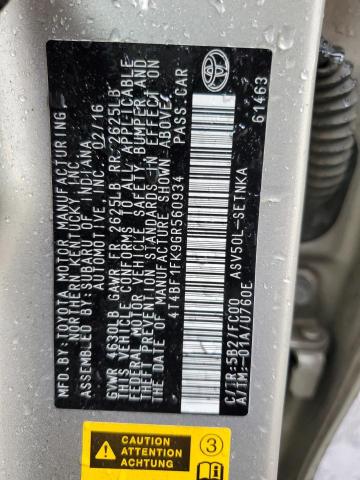 MFD.BY: TOYOTA MOTOR MANUFACTURING
NORTHERN KENTUCKY, INC.
ASSEMBLED BY: SUBARU OF INDIANA
AUTOMOTIVE, INC. 02/16
GVWR 4630LB GAWR FR 2625LB RR 2225LB
THIS VEHICLE CONFORMS TO ALL APPLICABLE
FEDERAL MOTOR VEHICLE SAFETY, BUMPER, AND
THEFT PREVENTION STANDARDS IN EFFECT ON
THE DATE OF MANUFACTURE SHOWN ABOVE.
4T4BF1FK9GR560934 PASS.CAR
C/TR:5B2/FC00 ASV50L-SETNKA
A/TM:-01A/U760E
61463
CAUTION
ATTENTION
CAUTION
3